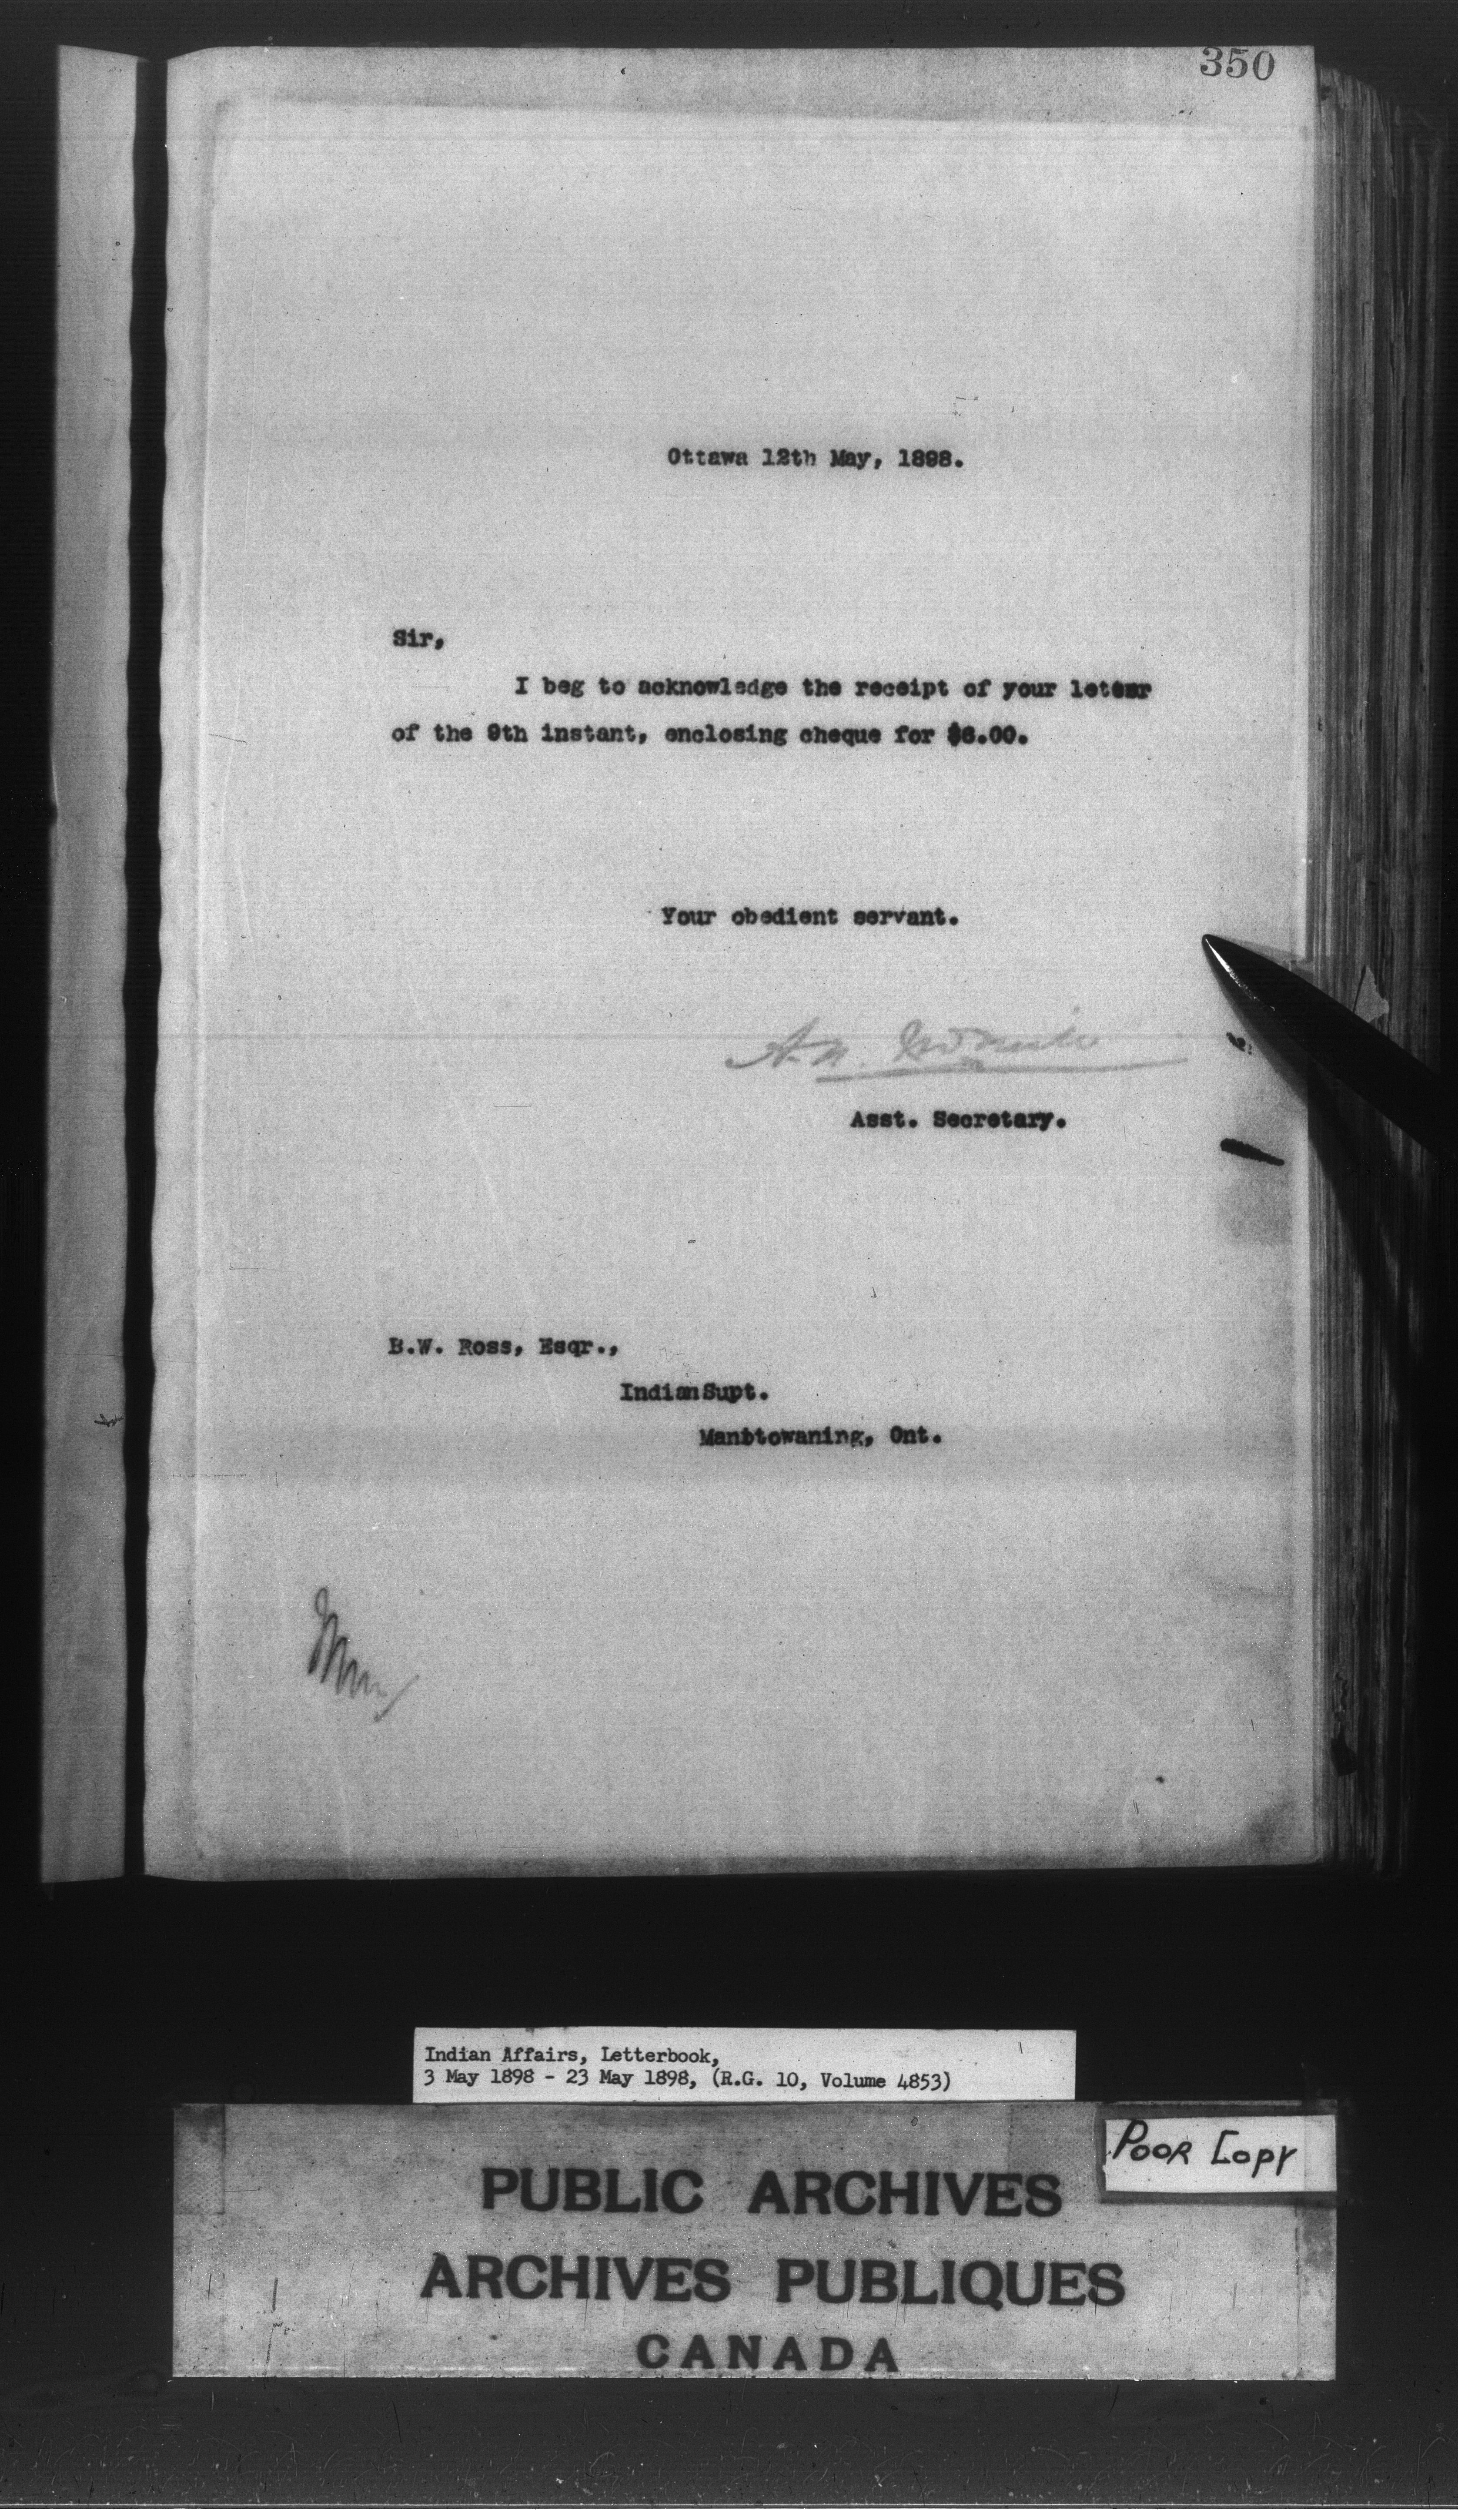 350
Ottawa 12th May, 1898.
Sir,
I beg to acknowledge the receipt of your letter
of the 9th instant, enclosing cheque for $6.00.
Your obedient servant.
A. N.
Asst. Secretary.
B.W. Ross, Esqr.,
Indian Supt.
Manitowaning, Ont.
Indian Affairs, Letterbook,
3 May 1898 - 23 May 1898, (R.G. 10, Volume 4853)
POOR COPY
PUBLIC ARCHIVES
ARCHIVES PUBLIQUES
CANADA